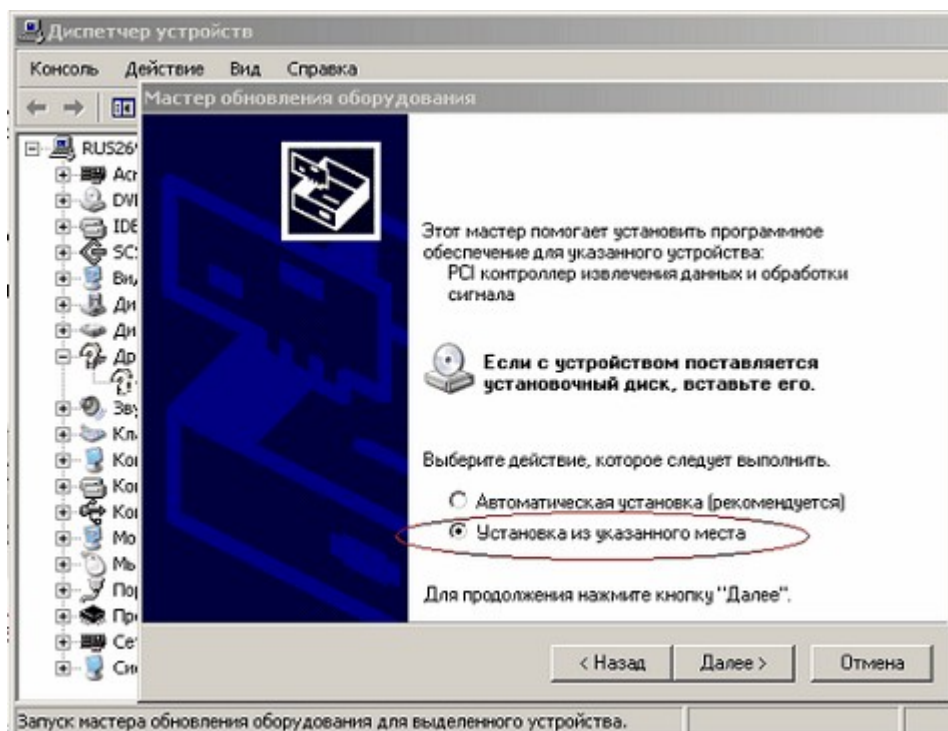 Диспетчер устройств
Консоль Действие Вид Справка
Мастер обновления оборудования
RUS26
DVD
IDE
SCS
Этот мастер помогает установить программное
обеспечение для указанного устройства:
PCI контроллер извлечения данных и обработки
сигнала
Если с устройством поставляется
установочный диск, вставьте его.
Выберите действие, которое следует выполнить.
Автоматическая установка (рекомендуется)
Установка из указанного места
Для продолжения нажмите кнопку "Далее".
< Назад Далее > Отмена
Запуск мастера обновления оборудования для выделенного устройства.